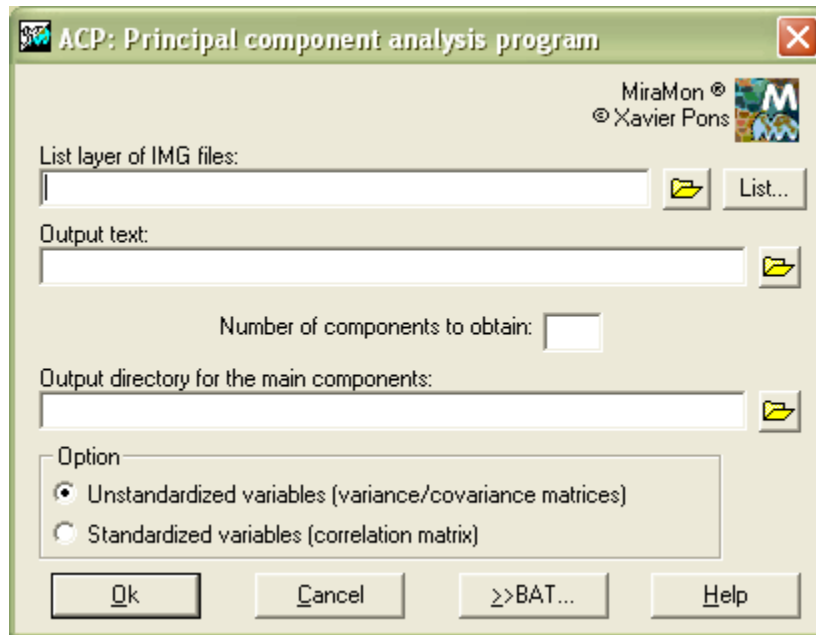 ACP: Principal component analysis program
MiraMon ®
© Xavier Pons
List layer of IMG files:
List...
Output text:
Number of components to obtain:
Output directory for the main components:
Option
Unstandardized variables (variance/covariance matrices)
Standardized variables (correlation matrix)
Ok Cancel >>BAT... Help